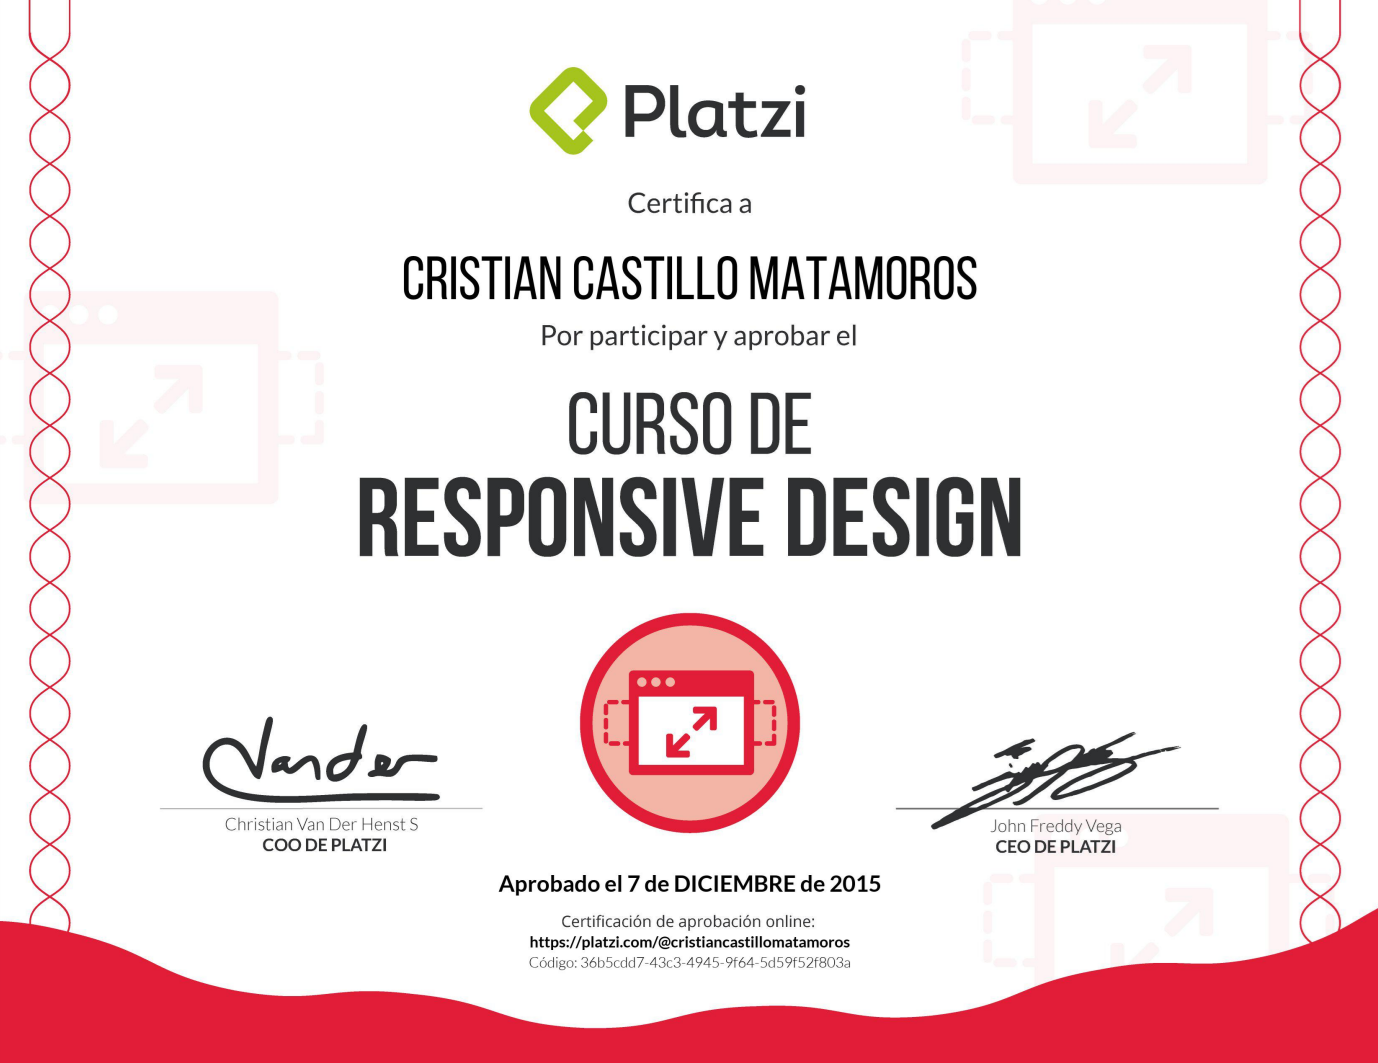 Platzi
Certifica a
CRISTIAN CASTILLO MATAMOROS
Por participar y aprobar el
CURSO DE
RESPONSIVE DESIGN
Vander
Christian Van Der Henst S
COO DE PLATZI
John Freddy Vega
CEO DE PLATZI
Aprobado el 7 de DICIEMBRE de 2015
Certificación de aprobación online:
https://platzi.com/@cristiancastillomatamoros
Código: 36b5cdd7-43c3-4945-9f64-5d59f52f803a